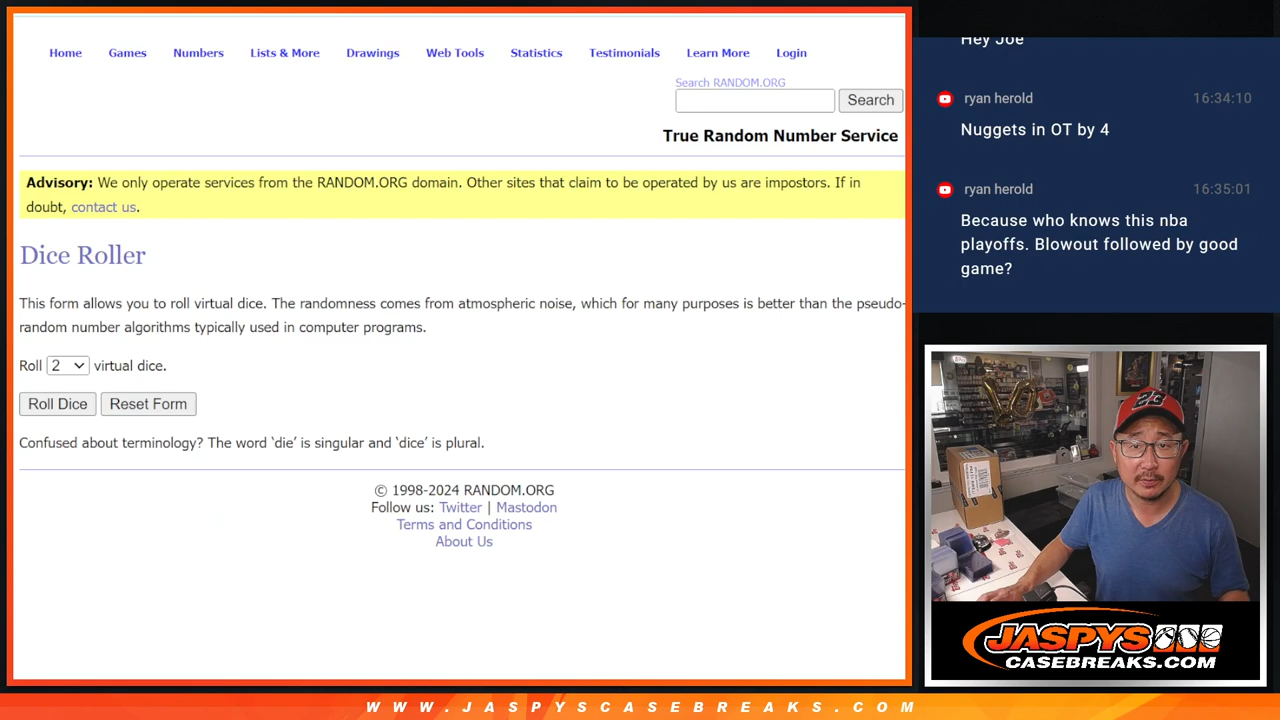 Home Games Numbers Lists & More Drawings Web Tools Statistics Testimonials Learn More Login
Search RANDOM.ORG
Search
True Random Number Service
Advisory: We only operate services from the RANDOM.ORG domain. Other sites that claim to be operated by us are impostors. If in
doubt, contact us.
Dice Roller
This form allows you to roll virtual dice. The randomness comes from atmospheric noise, which for many purposes is better than the pseudo-
random number algorithms typically used in computer programs.
Roll 2 virtual dice.
Roll Dice Reset Form
Confused about terminology? The word ‘die’ is singular and ‘dice’ is plural.
© 1998-2024 RANDOM.ORG
Follow us: Twitter | Mastodon
Terms and Conditions
About Us
Hey Joe
ryan herold 16:34:10
Nuggets in OT by 4
ryan herold 16:35:01
Because who knows this nba
playoffs. Blowout followed by good
game?
23
JASPYS
CASEBREAKS.COM
WWW.JASPYSCASEBREAKS.COM